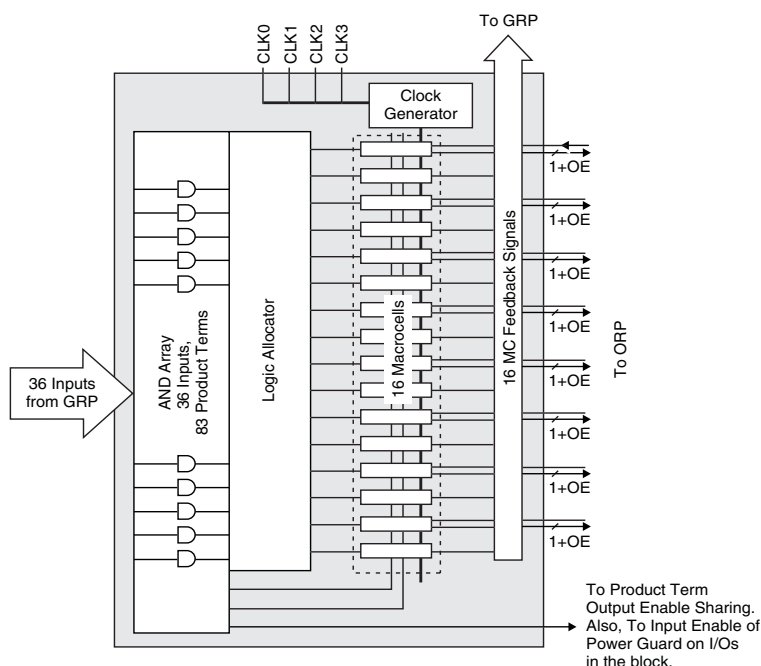 To GRP
CLK0
CLK1
CLK2
CLK3
Clock
Generator
1+OE
1+OE
1+OE
1+OE
1+OE
1+OE
1+OE
1+OE
36 Inputs
from GRP
AND Array
36 Inputs,
83 Product Terms
Logic Allocator
16 Macrocells
16 MC Feedback Signals
To ORP
To Product Term
Output Enable Sharing.
Also, To Input Enable of
Power Guard on I/Os
in the block.